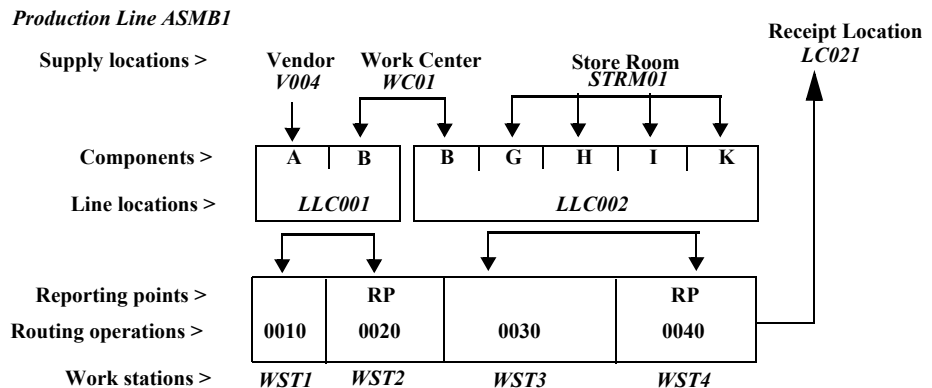 Production Line ASMB1
Receipt Location
LC021
Supply locations > Vendor Work Center Store Room
V004 WC01 STRM01
Components > A B B G H I K
Line locations > LLC001 LLC002
Reporting points > RP RP
Routing operations > 0010 0020 0030 0040
Work stations > WST1 WST2 WST3 WST4